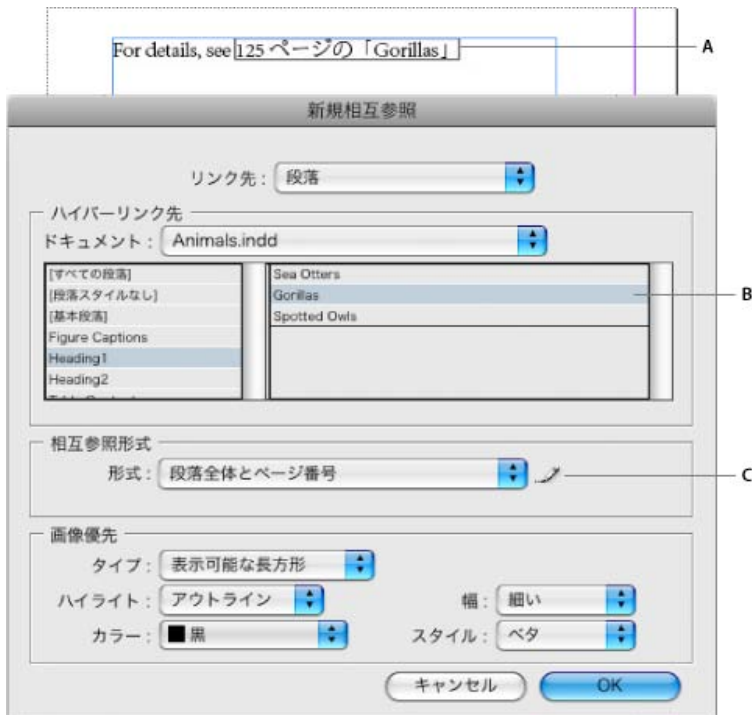 For details, see 125 ページの「Gorillas」
A
新規相互参照
リンク先： 段落
ハイパーリンク先
ドキュメント： Animals.indd
[すべての段落]
[段落スタイルなし]
[基本段落]
Figure Captions
Heading1
Heading2
Sea Otters
Gorillas
Spotted Owls
B
相互参照形式
形式： 段落全体とページ番号
C
画像優先
タイプ： 表示可能な長方形
ハイライト： アウトライン 幅： 細い
カラー： 黒 スタイル： ベタ
キャンセル OK